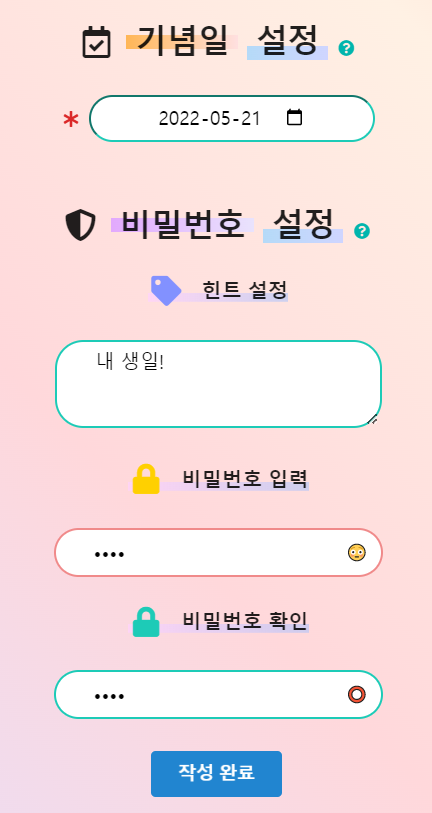 기념일 설정
* 2022-05-21
비밀번호 설정
힌트 설정
내 생일!
비밀번호 입력
••••
비밀번호 확인
••••
작성 완료